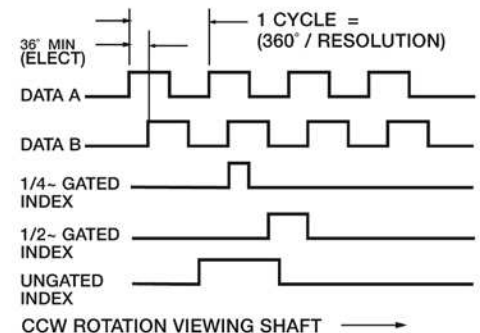 1 CYCLE =
(360° / RESOLUTION)
36° MIN
(ELECT)
DATA A
DATA B
1/4~ GATED
INDEX
1/2~ GATED
INDEX
UNGATED
INDEX
CCW ROTATION VIEWING SHAFT